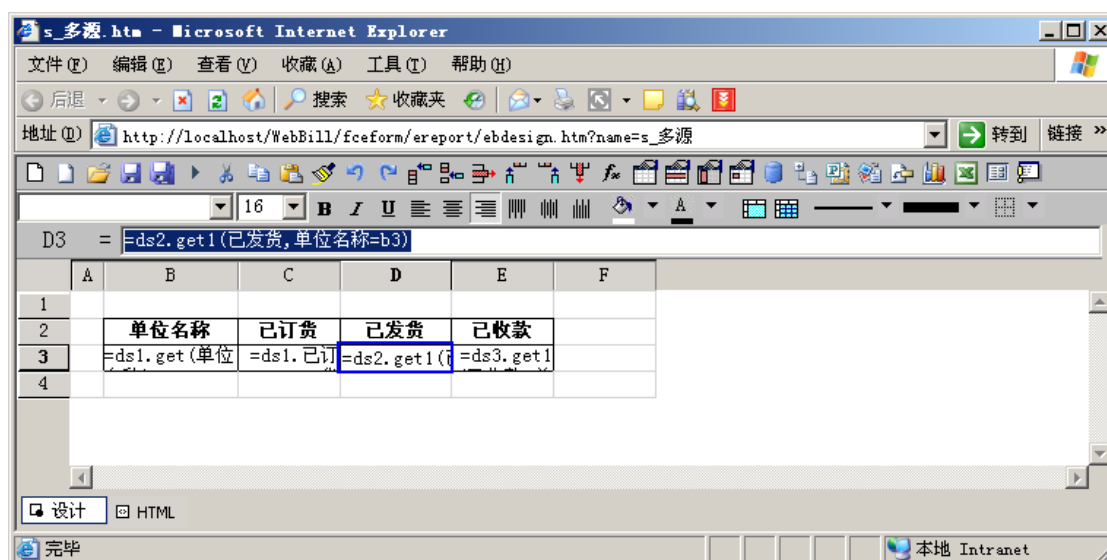 s_多源.htm - Microsoft Internet Explorer
文件(F) 编辑(E) 查看(V) 收藏(A) 工具(T) 帮助(H)
后退 搜索 收藏夹
地址(D) http://localhost/WebBill/fceform/ereport/ebdesign.htm?name=s_多源 转到 链接 »
16 B I U A
D3 = =ds2.get1(已发货,单位名称=b3)
A B C D E F
1
2 单位名称 已订货 已发货 已收款
3 =ds1.get(单位 =ds1.已订 =ds2.get1(已 =ds3.get1
4
设计 HTML
完毕 本地 Intranet